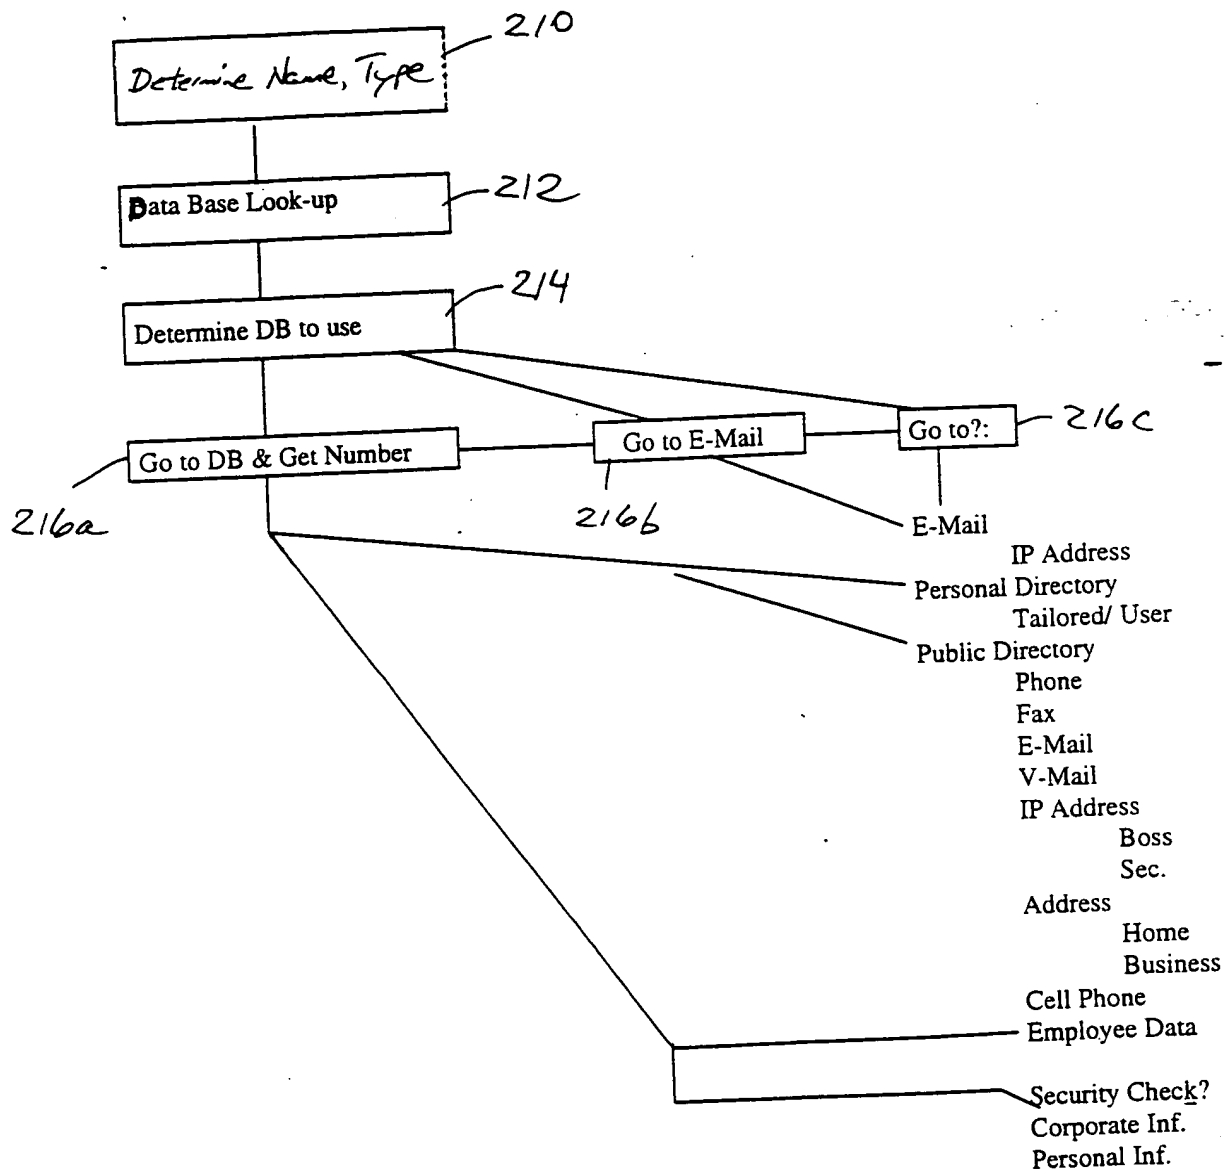 210
Determine Name, Type
212
Data Base Look-up
214
Determine DB to use
216c
Go to?:
Go to E-Mail
Go to DB & Get Number
216a
216b
E-Mail
IP Address
Personal Directory
Tailored/ User
Public Directory
Phone
Fax
E-Mail
V-Mail
IP Address
Boss
Sec.
Address
Home
Business
Cell Phone
Employee Data
Security Check?
Corporate Inf.
Personal Inf.